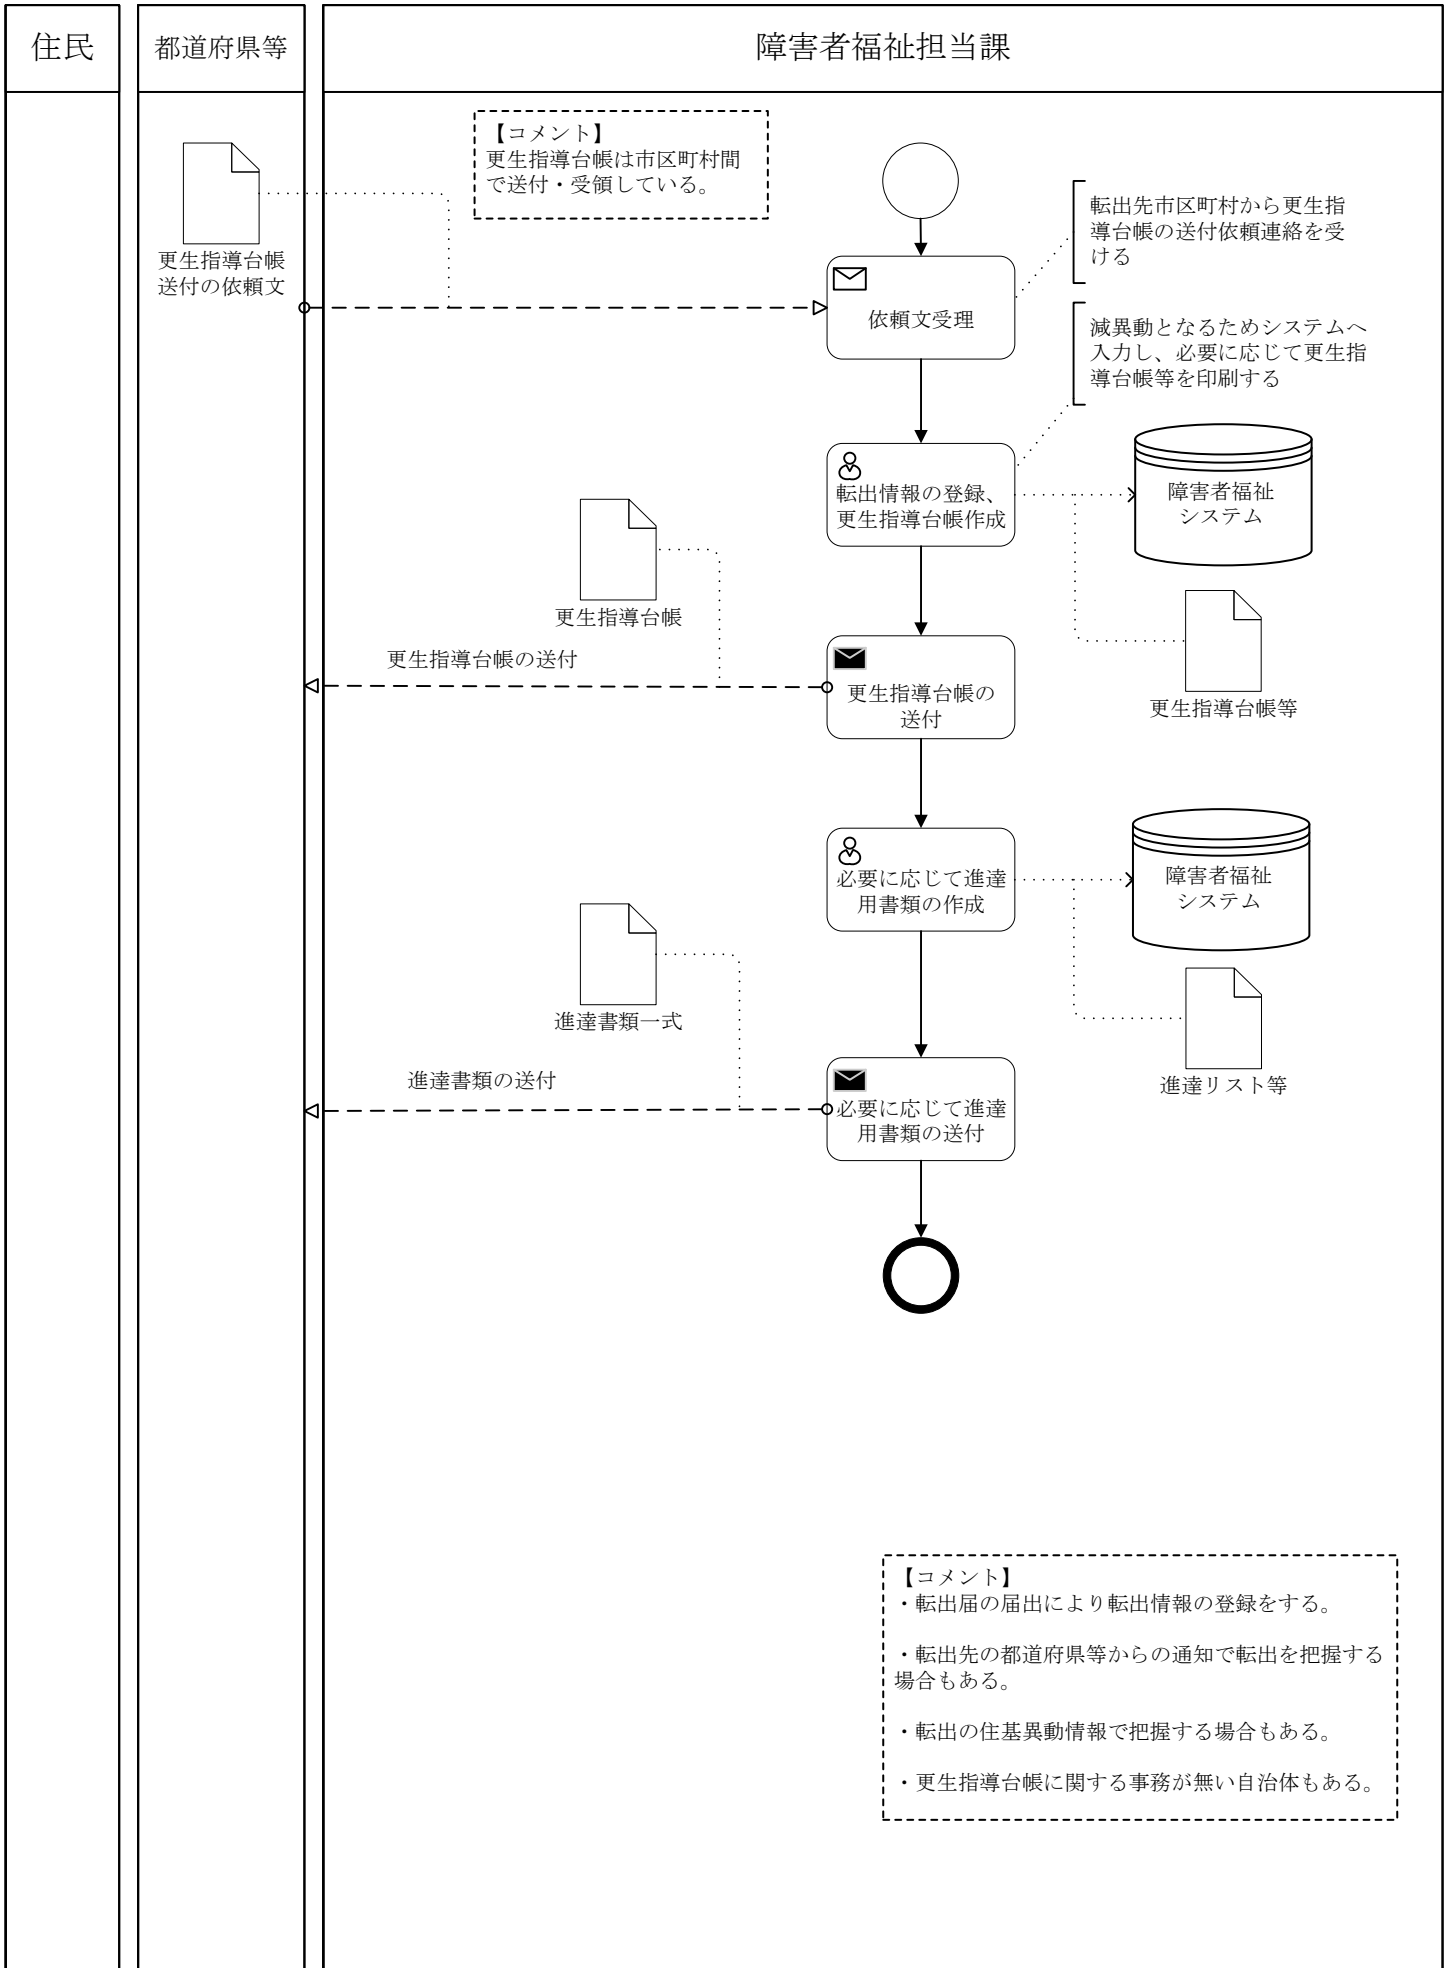 住民
都道府県等
障害者福祉担当課
【コメント】
更生指導台帳は市区町村間
で送付・受領している。
更生指導台帳
送付の依頼文
転出先市区町村から更生指
導台帳の送付依頼連絡を受
ける
依頼文受理
減異動となるためシステムへ
入力し、必要に応じて更生指
導台帳等を印刷する
転出情報の登録、
更生指導台帳作成
障害者福祉
システム
更生指導台帳
更生指導台帳等
更生指導台帳の送付
更生指導台帳の
送付
必要に応じて進達
用書類の作成
障害者福祉
システム
進達書類一式
進達リスト等
進達書類の送付
必要に応じて進達
用書類の送付
【コメント】
・転出届の届出により転出情報の登録をする。
・転出先の都道府県等からの通知で転出を把握する
場合もある。
・転出の住基異動情報で把握する場合もある。
・更生指導台帳に関する事務が無い自治体もある。